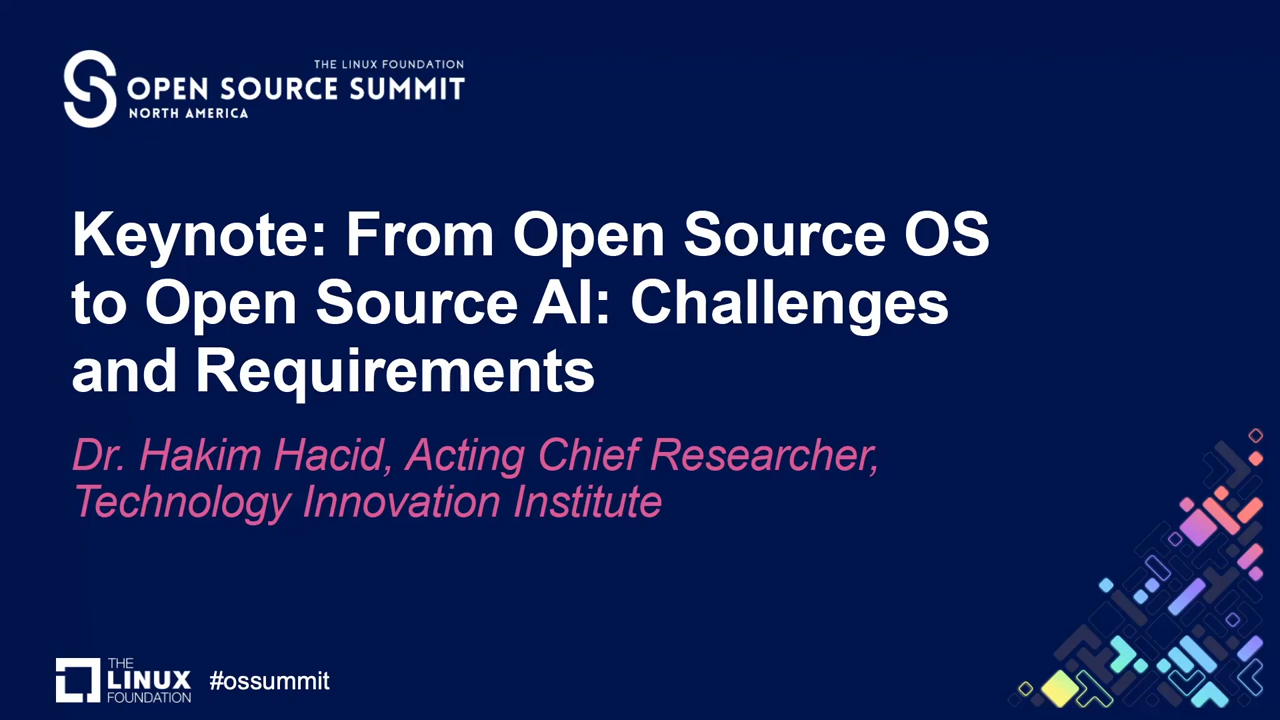 THE LINUX FOUNDATION
OPEN SOURCE SUMMIT
NORTH AMERICA
Keynote: From Open Source OS
to Open Source AI: Challenges
and Requirements
Dr. Hakim Hacid, Acting Chief Researcher,
Technology Innovation Institute
THE
LINUX
FOUNDATION
#ossummit